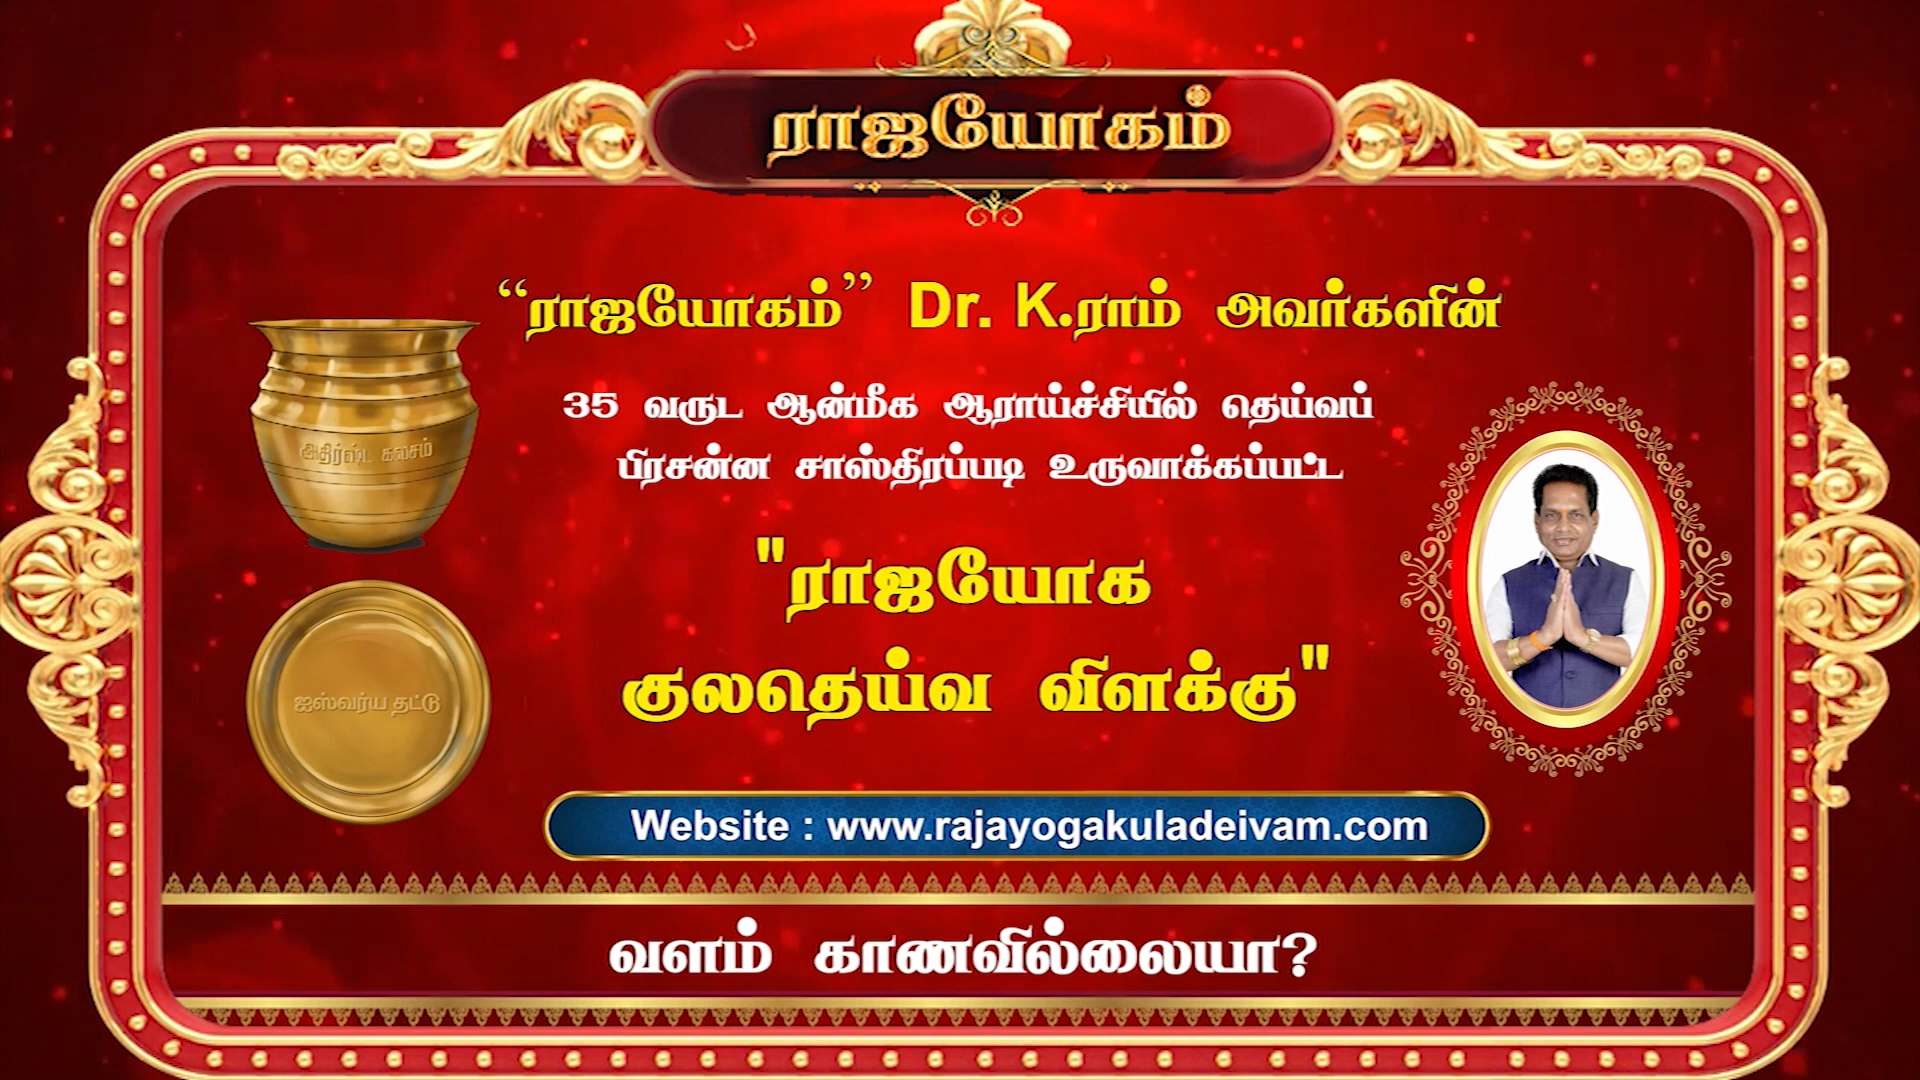 ராஜயோகம்
“ராஜயோகம்” Dr. K.ராம் அவர்களின்
35 வருட ஆன்மீக ஆராய்ச்சியில் தெய்வப்
பிரசன்ன சாஸ்திரப்படி உருவாக்கப்பட்ட
அதிர்ஷ்ட கலசம்
"ராஜயோக
குலதெய்வ விளக்கு"
ஐஸ்வர்ய தட்டு
Website : www.rajayogakuladeivam.com
வளம் காணவில்லையா?